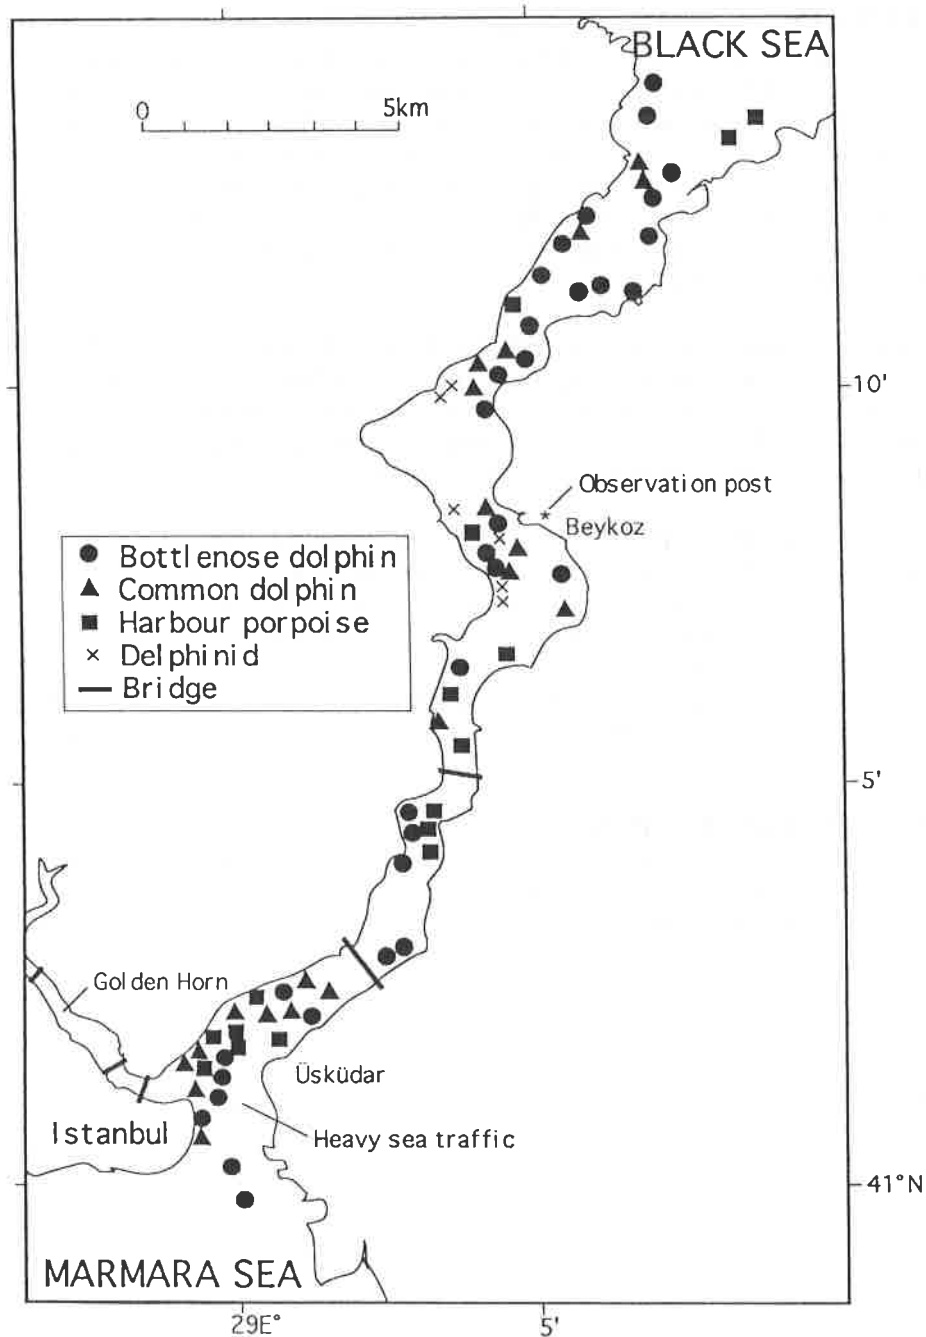 BLACK SEA
0 5km
10'
Observation post
Beykoz
Bottlenose dolphin
Common dolphin
Harbour porpoise
Delphinid
Bridge
5'
Golden Horn
Üsküdar
Istanbul
Heavy sea traffic
41°N
MARMARA SEA
29E° 5'